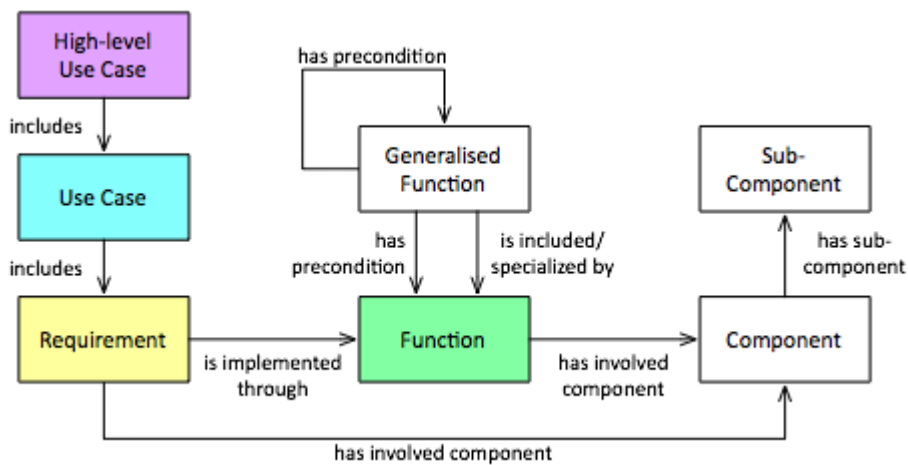 High-level
Use Case
has precondition
includes
Generalised
Function
Sub-
Component
Use Case
has
precondition
is included/
specialized by
has sub-
component
includes
Requirement
Function
Component
is implemented
through
has involved
component
has involved component